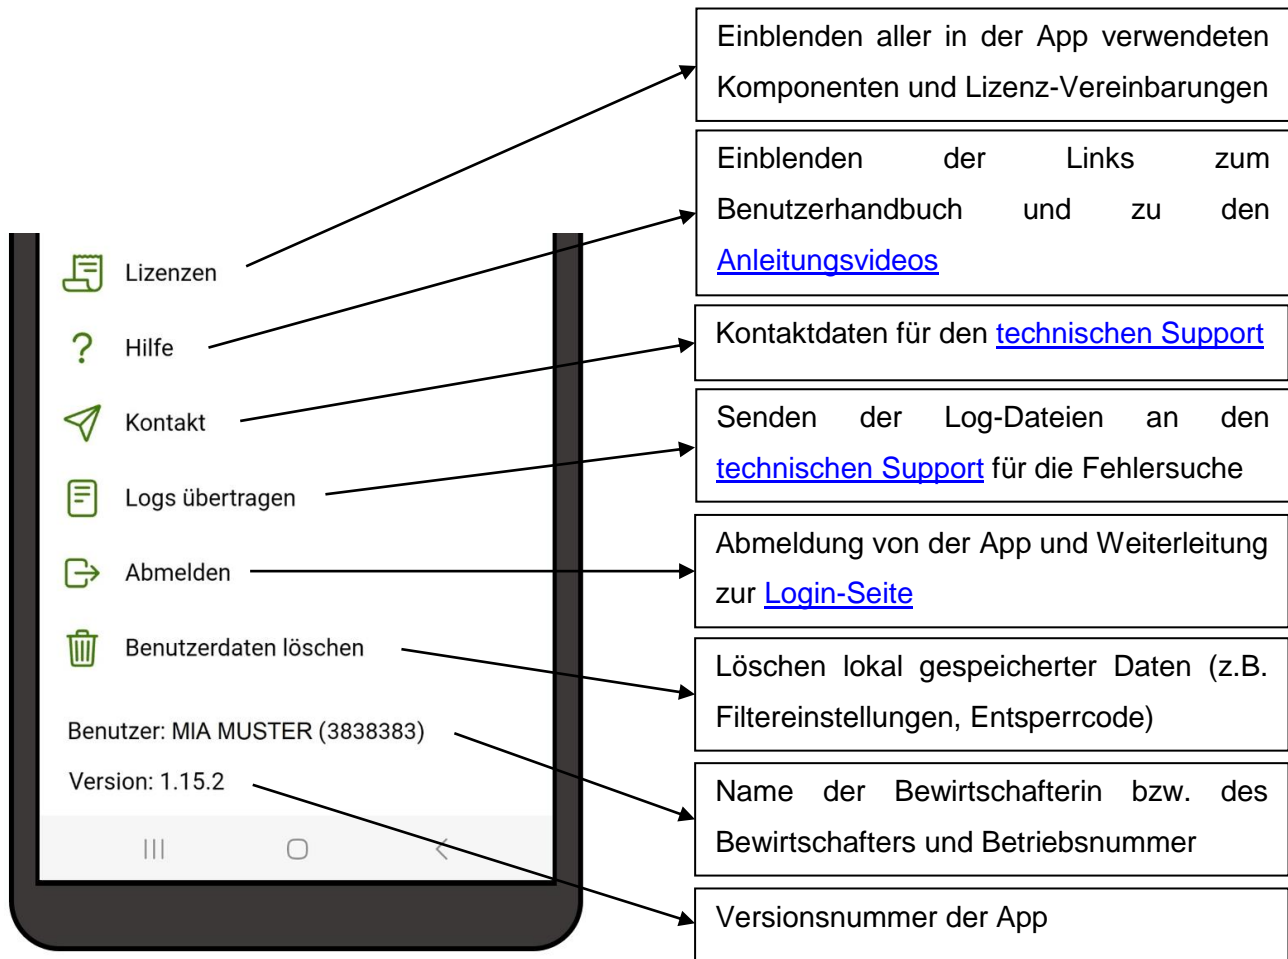 Einblenden aller in der App verwendeten
Komponenten und Lizenz-Vereinbarungen
Einblenden der Links zum
Benutzerhandbuch und zu den
Anleitungsvideos
Kontaktdaten für den technischen Support
Senden der Log-Dateien an den
technischen Support für die Fehlersuche
Abmeldung von der App und Weiterleitung
zur Login-Seite
Löschen lokal gespeicherter Daten (z.B.
Filtereinstellungen, Entsperrcode)
Name der Bewirtschafterin bzw. des
Bewirtschafters und Betriebsnummer
Versionsnummer der App
Lizenzen
Hilfe
Kontakt
Logs übertragen
Abmelden
Benutzerdaten löschen
Benutzer: MIA MUSTER (3838383)
Version: 1.15.2